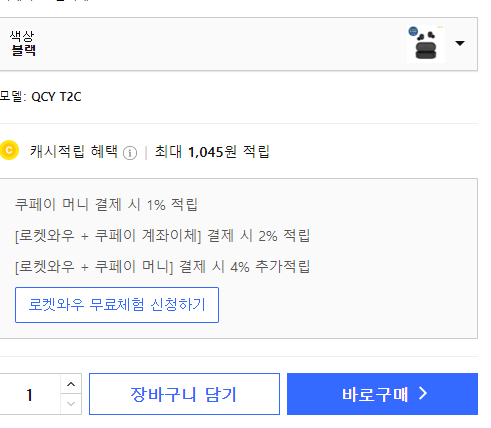 색상
블랙
모델: QCY T2C
캐시적립 혜택 ⓘ | 최대 1,045원 적립
쿠페이 머니 결제 시 1% 적립
[로켓와우 + 쿠페이 계좌이체] 결제 시 2% 적립
[로켓와우 + 쿠페이 머니] 결제 시 4% 추가적립
로켓와우 무료체험 신청하기
1
장바구니 담기
바로구매 >